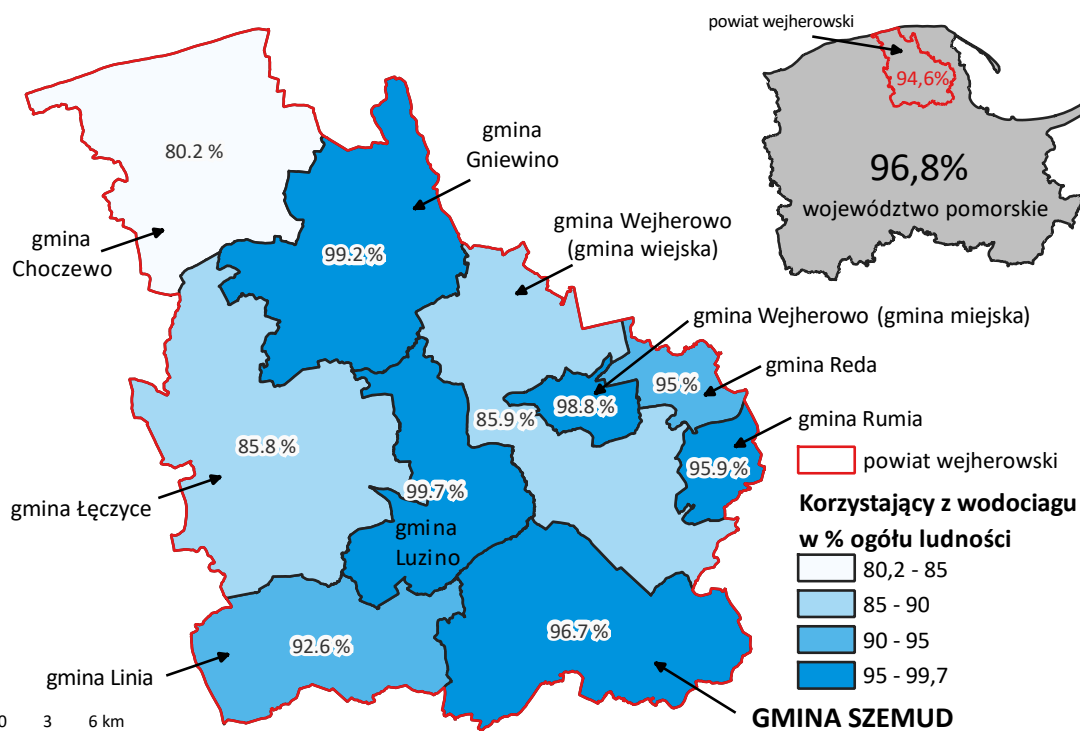 powiat wejherowski
94,6%
96,8%
województwo pomorskie
80.2 %
gmina
Gniewino
gmina Wejherowo
(gmina wiejska)
gmina
Choczewo
99.2 %
gmina Wejherowo (gmina miejska)
95 %
gmina Reda
98.8 %
85.9 %
gmina Rumia
85.8 %
95.9 %
powiat wejherowski
99.7 %
gmina Łęczyce
gmina
Luzino
Korzystający z wodociagu
w % ogółu ludności
80,2 - 85
85 - 90
90 - 95
95 - 99,7
96.7 %
92.6 %
gmina Linia
0 3 6 km
GMINA SZEMUD